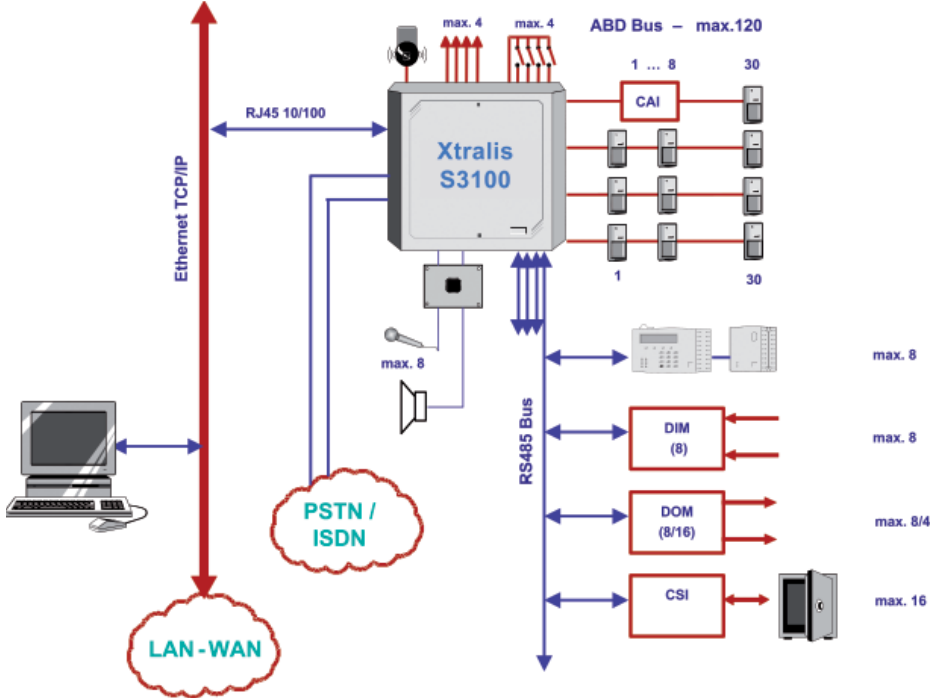 max. 4
max. 4
ABD Bus – max.120
1 ... 8
30
CAI
RJ45 10/100
Xtralis
S3100
Ethernet TCP/IP
1
30
max. 8
max. 8
RS485 Bus
DIM
(8)
max. 8
PSTN /
ISDN
DOM
(8/16)
max. 8/4
CSI
max. 16
LAN - WAN